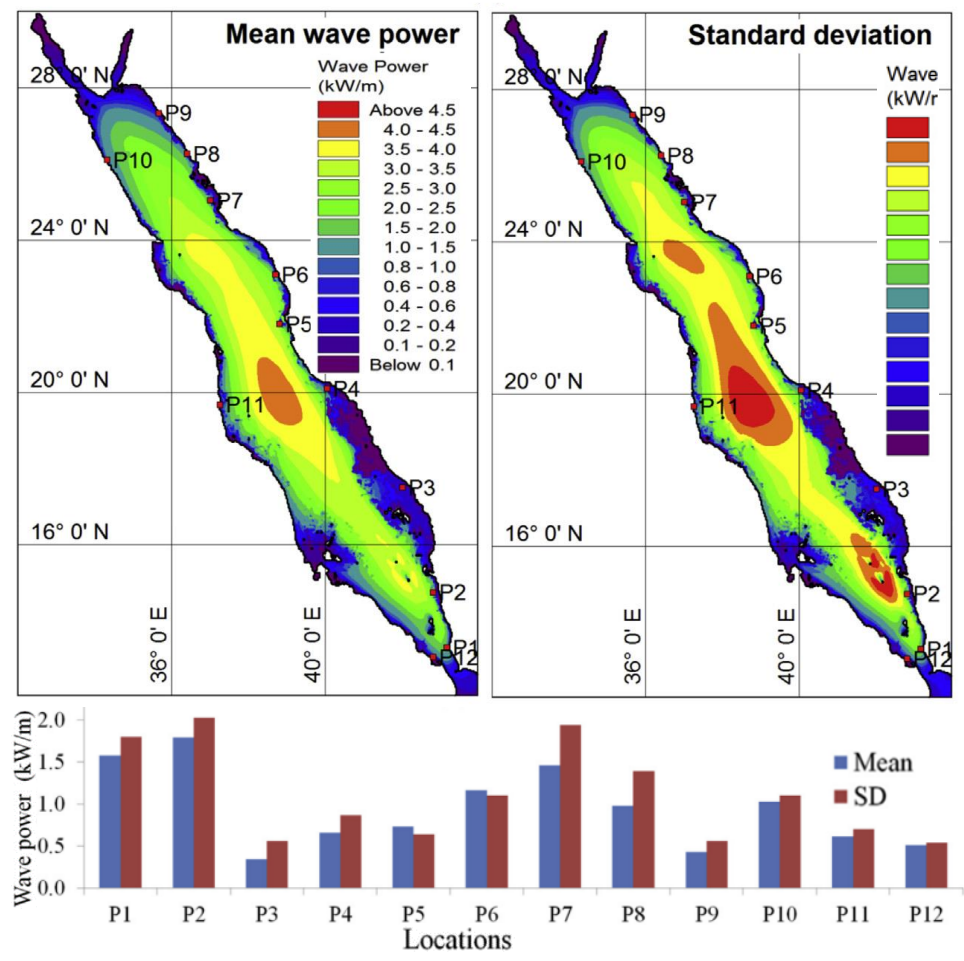 Mean wave power
Wave Power
(kW/m)
Above 4.5
4.0 - 4.5
3.5 - 4.0
3.0 - 3.5
2.5 - 3.0
2.0 - 2.5
1.5 - 2.0
1.0 - 1.5
0.8 - 1.0
0.6 - 0.8
0.4 - 0.6
0.2 - 0.4
0.1 - 0.2
Below 0.1
28° 0' N
24° 0' N
20° 0' N
16° 0' N
36° 0' E
40° 0' E
P9
P8
P10
P7
P6
P5
P4
P11
P3
P2
P1
P12
Standard deviation
Wave
(kW/r
28° 0' N
24° 0' N
20° 0' N
16° 0' N
36° 0' E
40° 0' E
P9
P8
P10
P7
P6
P5
P4
P11
P3
P2
P1
P12
Wave power (kW/m)
2.0
1.5
1.0
0.5
0.0
Mean
SD
P1 P2 P3 P4 P5 P6 P7 P8 P9 P10 P11 P12
Locations